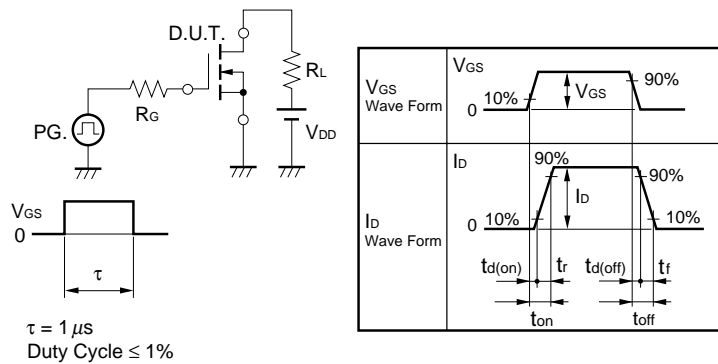 D.U.T.
RL
RG
PG.
VDD
VGS
0
τ
τ = 1 μs
Duty Cycle ≤ 1%
VGS
Wave Form
VGS
10%
0
VGS
90%
ID
Wave Form
ID
90%
90%
ID
10%
0
10%
td(on) tr td(off) tf
ton toff